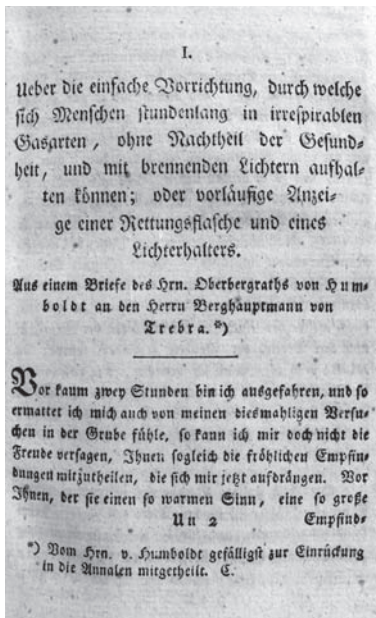 I.
Ueber die einfache Vorrichtung, durch welche
sich Menschen stundenlang in irrespirablen
Gasarten, ohne Nachtheil der Gesund-
heit, und mit brennenden Lichtern aufhal-
ten können; oder vorläufige Anzei-
ge einer Rettungsflasche und eines
Lichterhalters.
Aus einem Briefe des Hrn. Oberbergraths von Hum-
boldt an den Herrn Berghauptmann von
Trebra. *)
Vor kaum zwey Stunden bin ich ausgefahren, und so
ermattet ich mich auch von meinen diesmahligen Versu-
chen in der Grube fühle, so kann ich mir doch nicht die
Freude versagen, Ihnen sogleich die fröhlichen Empfin-
dungen mitzutheilen, die sich mir jetzt aufdrängen. Vor
Ihnen, der sie einen so warmen Sinn, eine so große
Uu 2 Empfind-
*) Vom Hrn. v. Humboldt gefälligst zur Einrückung
in die Annalen mitgetheilt. C.